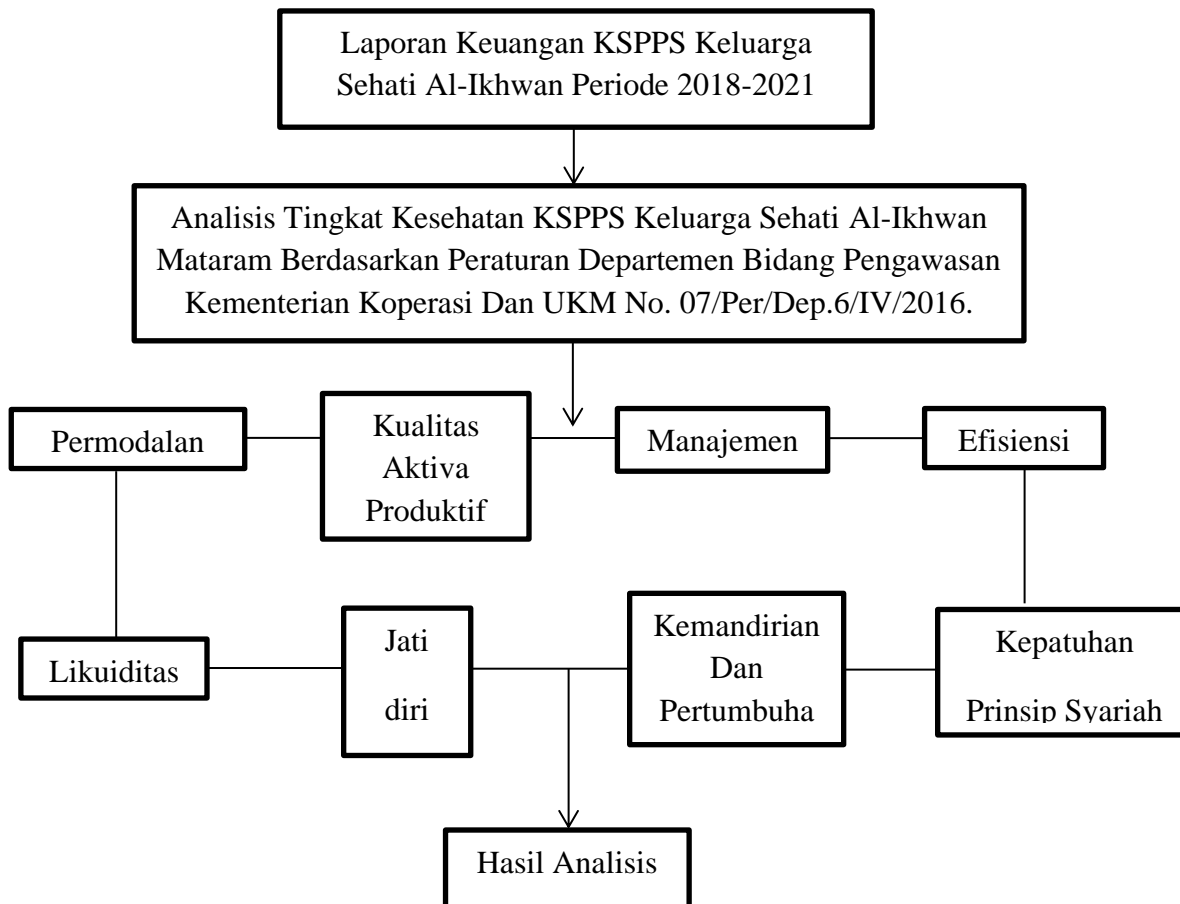 Laporan Keuangan KSPPS Keluarga
Sehati Al-Ikhwan Periode 2018-2021
Analisis Tingkat Kesehatan KSPPS Keluarga Sehati Al-Ikhwan
Mataram Berdasarkan Peraturan Departemen Bidang Pengawasan
Kementerian Koperasi Dan UKM No. 07/Per/Dep.6/IV/2016.
Permodalan
Kualitas
Aktiva
Produktif
Manajemen
Efisiensi
Likuiditas
Jati
diri
Kemandirian
Dan
Pertumbuha
Kepatuhan
Prinsip Syariah
Hasil Analisis